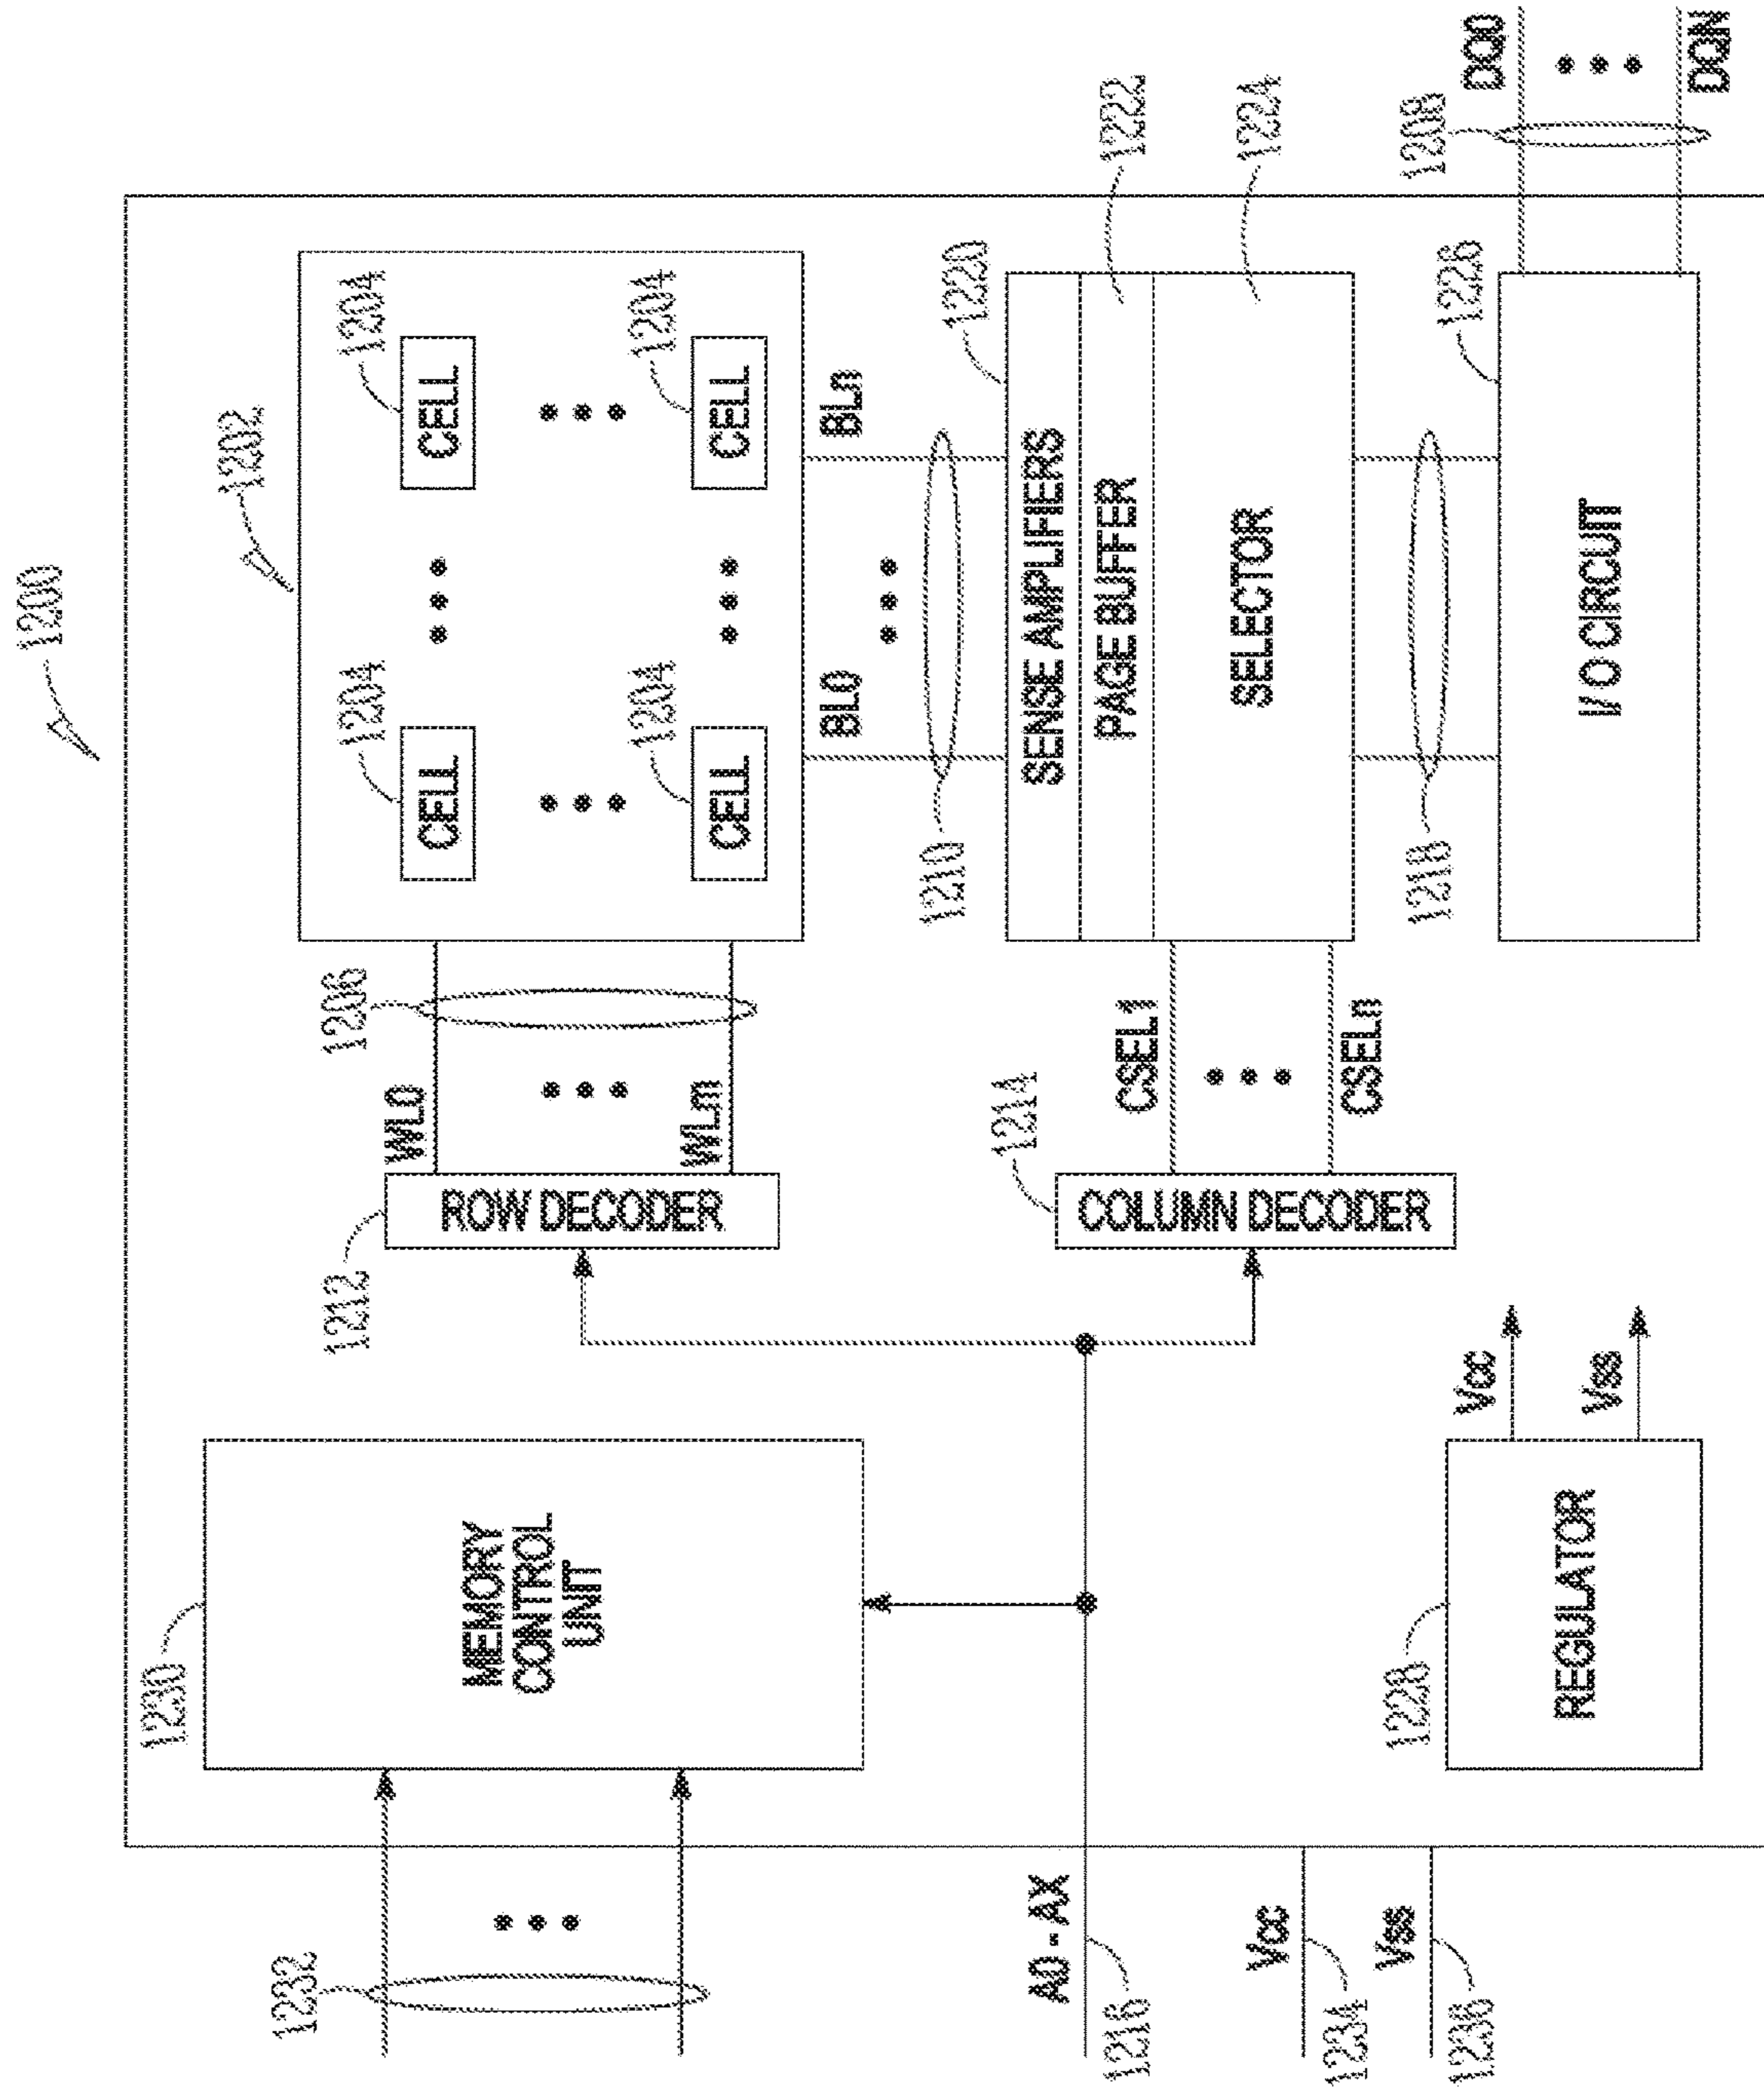 1200
1202
1230
MEMORY
CONTROL
UNIT
1232
1212
ROW DECODER
WL0
WLm
1206
1204
CELL
1204
CELL
1204
CELL
1204
CELL
BL0
BLn
1210
1220
SENSE AMPLIFIERS
PAGE BUFFER
1222
SELECTOR
1224
1214
COLUMN DECODER
CSEL1
CSELn
1218
1226
I/O CIRCUIT
1208
DQ0
DQN
A0 - AX
1216
Vcc
1234
Vss
1236
1228
REGULATOR
Vcc
Vss